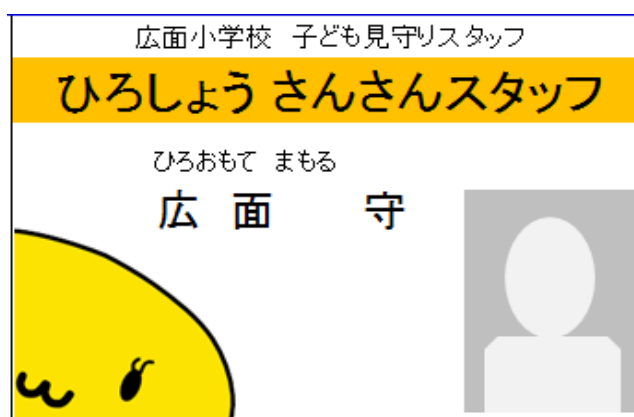 広面小学校 子ども見守りスタッフ
ひろしょう さんさんスタッフ
ひろおもて まもる
広 面 守